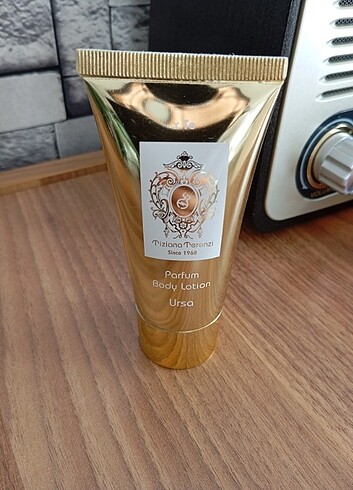 Tiziana Terenzi
Since 1968
Parfum
Body Lotion
Ursa